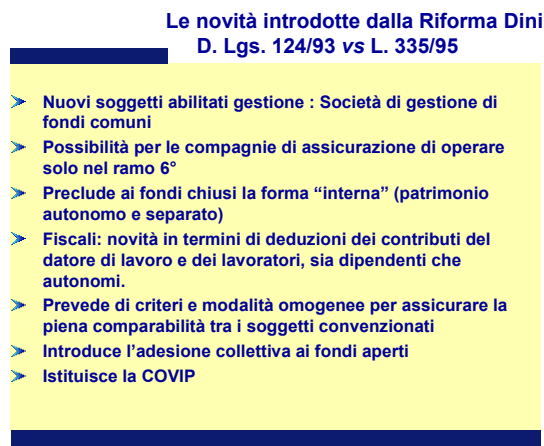 Le novità introdotte dalla Riforma Dini
D. Lgs. 124/93 vs L. 335/95
Nuovi soggetti abilitati gestione : Società di gestione di
fondi comuni
Possibilità per le compagnie di assicurazione di operare
solo nel ramo 6°
Preclude ai fondi chiusi la forma “interna” (patrimonio
autonomo e separato)
Fiscali: novità in termini di deduzioni dei contributi del
datore di lavoro e dei lavoratori, sia dipendenti che
autonomi.
Prevede di criteri e modalità omogenee per assicurare la
piena comparabilità tra i soggetti convenzionati
Introduce l’adesione collettiva ai fondi aperti
Istituisce la COVIP